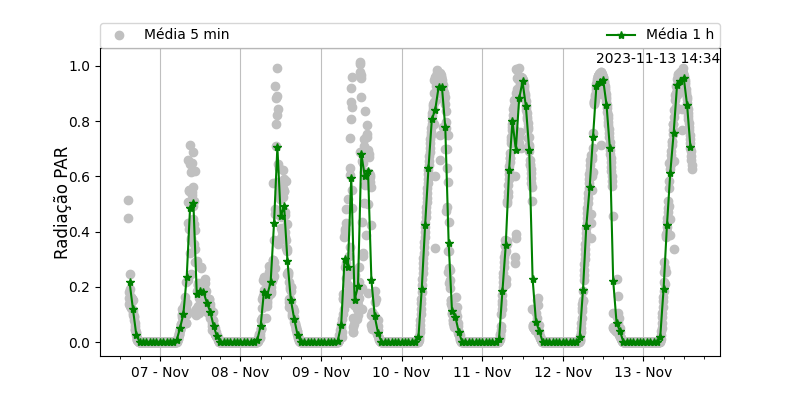 Média 5 min
Média 1 h
2023-11-13 14:34
Radiação PAR
1.0
0.8
0.6
0.4
0.2
0.0
07 - Nov
08 - Nov
09 - Nov
10 - Nov
11 - Nov
12 - Nov
13 - Nov